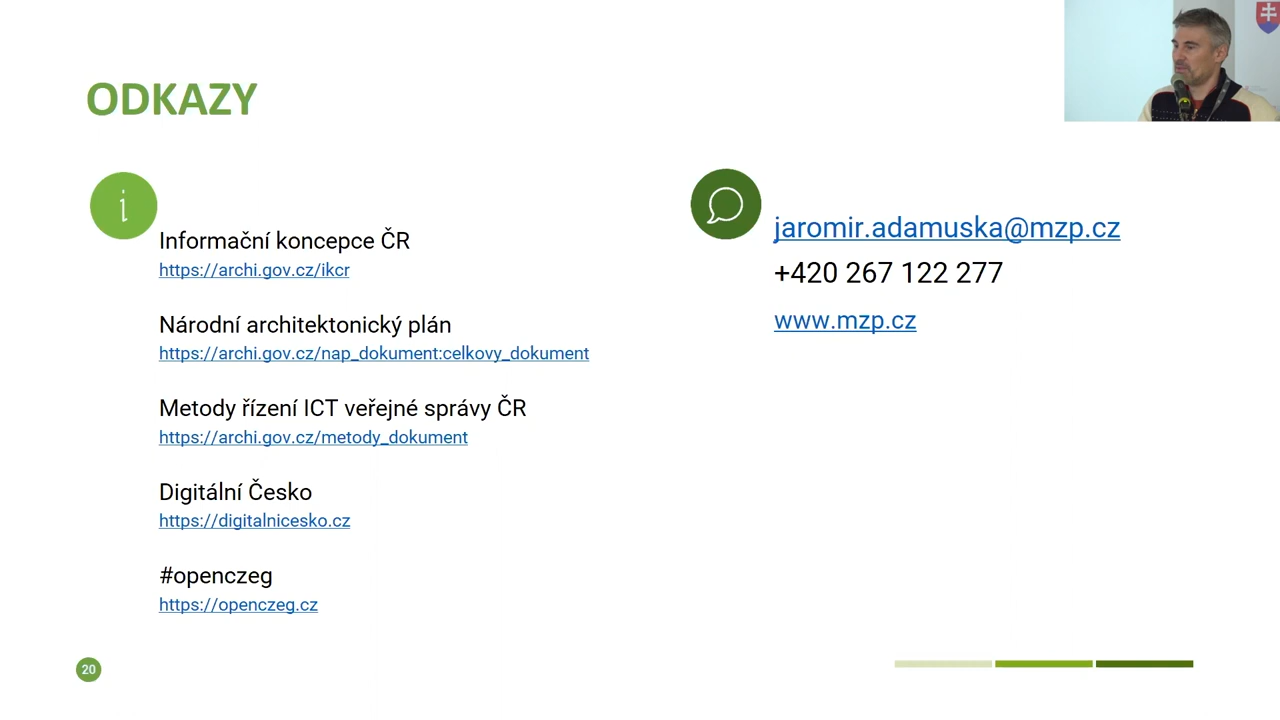 ODKAZY
Informační koncepce ČR
https://archi.gov.cz/ikcr
Národní architektonický plán
https://archi.gov.cz/nap_dokument:celkovy_dokument
Metody řízení ICT veřejné správy ČR
https://archi.gov.cz/metody_dokument
Digitální Česko
https://digitalnicesko.cz
#openczeg
https://openczeg.cz
jaromir.adamuska@mzp.cz
+420 267 122 277
www.mzp.cz
20